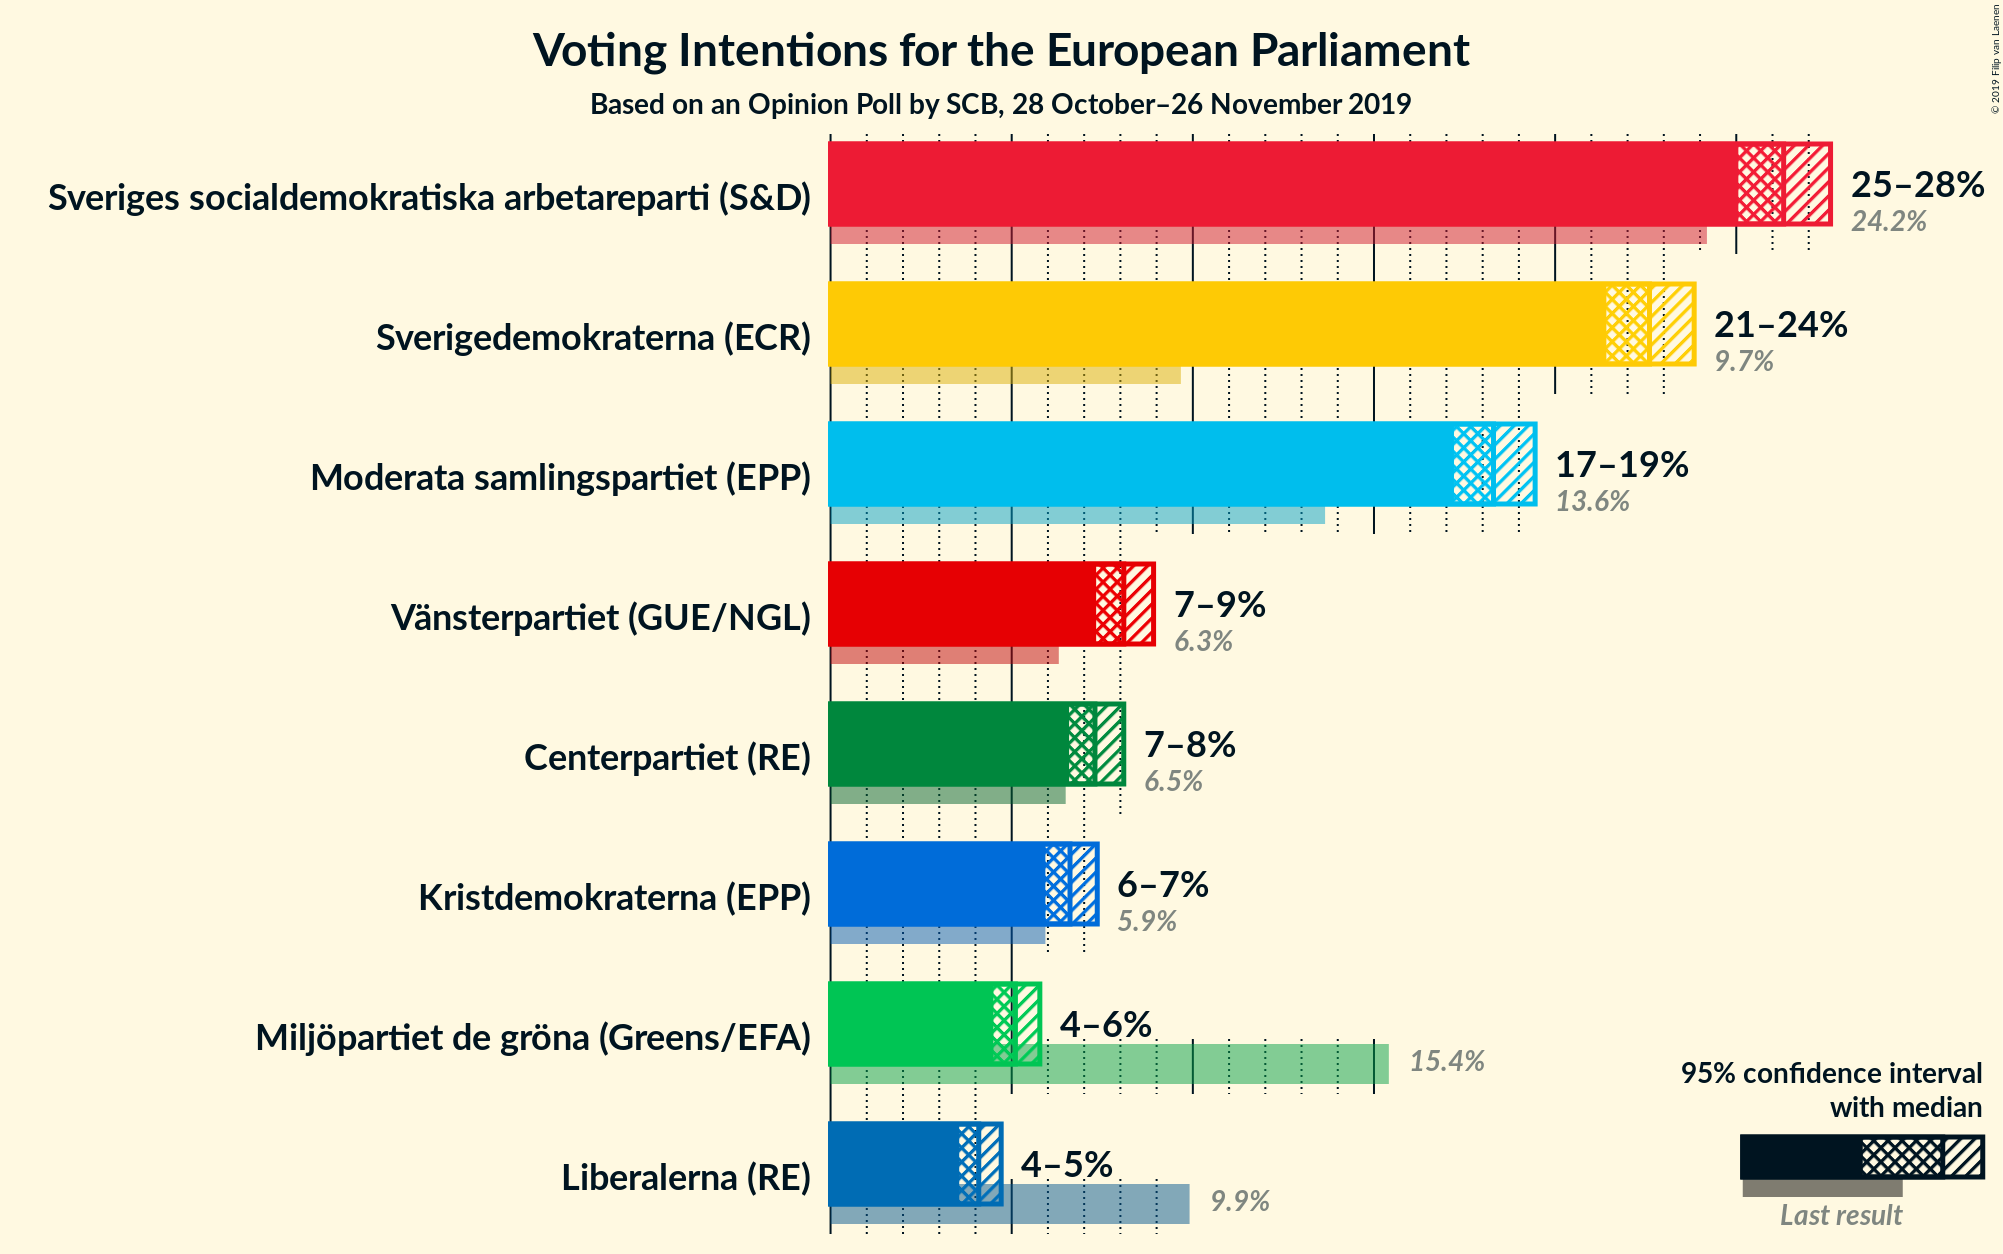 Voting Intentions for the European Parliament
Based on an Opinion Poll by SCB, 28 October–26 November 2019
© 2019 Filip van Laenen
Sveriges socialdemokratiska arbetareparti (S&D)
25–28%
24.2%
Sverigedemokraterna (ECR)
21–24%
9.7%
Moderata samlingspartiet (EPP)
17–19%
13.6%
Vänsterpartiet (GUE/NGL)
7–9%
6.3%
Centerpartiet (RE)
7–8%
6.5%
Kristdemokraterna (EPP)
6–7%
5.9%
Miljöpartiet de gröna (Greens/EFA)
4–6%
15.4%
Liberalerna (RE)
4–5%
9.9%
95% confidence interval
with median
Last result